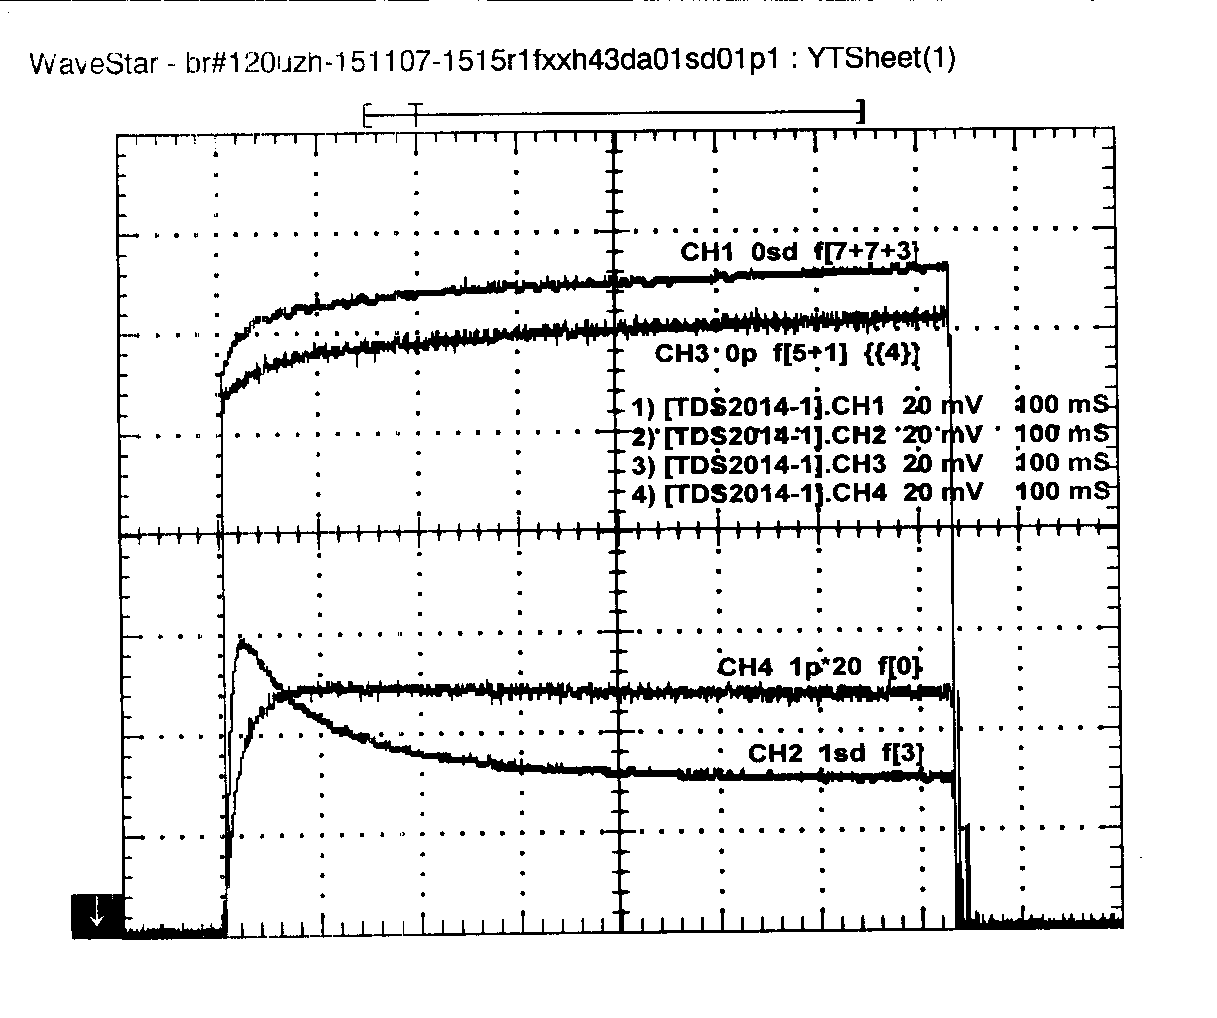 WaveStar - br#120uzh-151107-1515r1fxxh43da01sd01p1 : YTSheet(1)
CH1 0sd f[7+7+3]
CH3 0p f[5+1] {(4)}
1) [TDS2014-1].CH1 20 mV 100 mS
2) [TDS2014-1].CH2 20 mV 100 mS
3) [TDS2014-1].CH3 20 mV 100 mS
4) [TDS2014-1].CH4 20 mV 100 mS
CH4 1p*20 f[0]
CH2 1sd f[3]